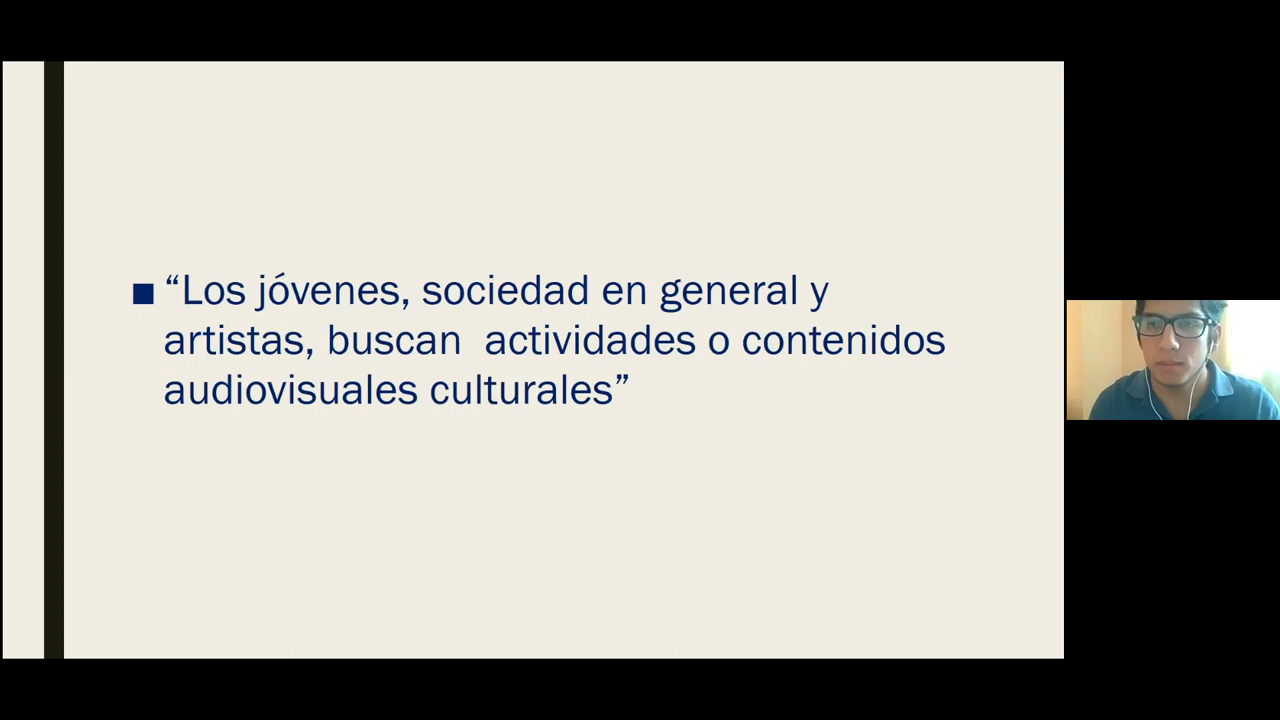 ■ “Los jóvenes, sociedad en general y
artistas, buscan  actividades o contenidos
audiovisuales culturales”